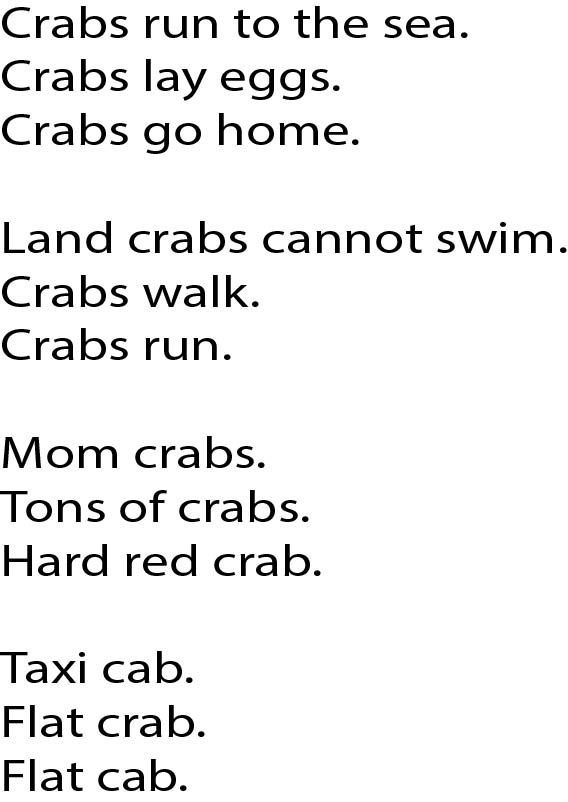 Crabs run to the sea.
Crabs lay eggs.
Crabs go home.

Land crabs cannot swim.
Crabs walk.
Crabs run.

Mom crabs.
Tons of crabs.
Hard red crab.

Taxi cab.
Flat crab.
Flat cab.